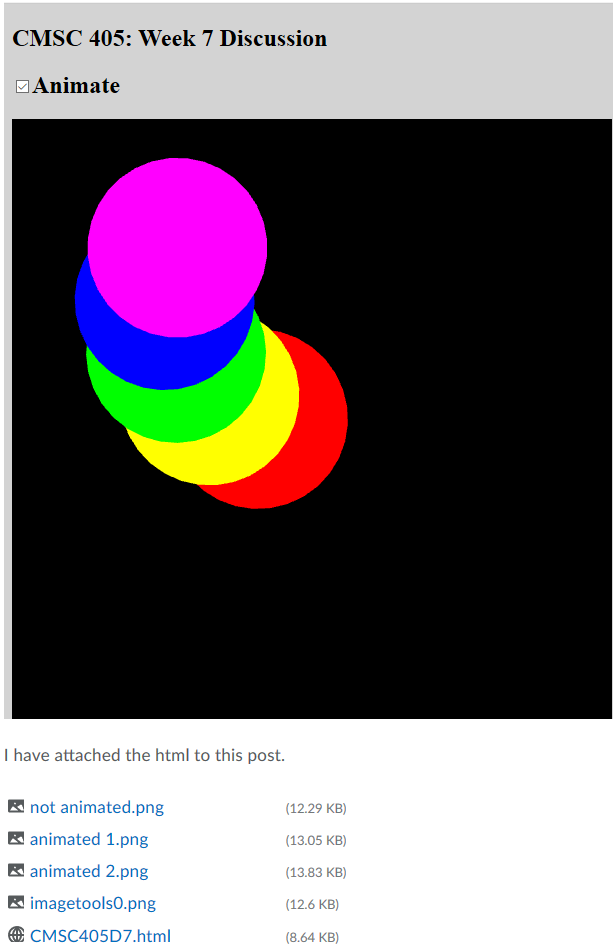 CMSC 405: Week 7 Discussion
Animate
I have attached the html to this post.
not animated.png (12.29 KB)
animated 1.png (13.05 KB)
animated 2.png (13.83 KB)
imagetools0.png (12.6 KB)
CMSC405D7.html (8.64 KB)